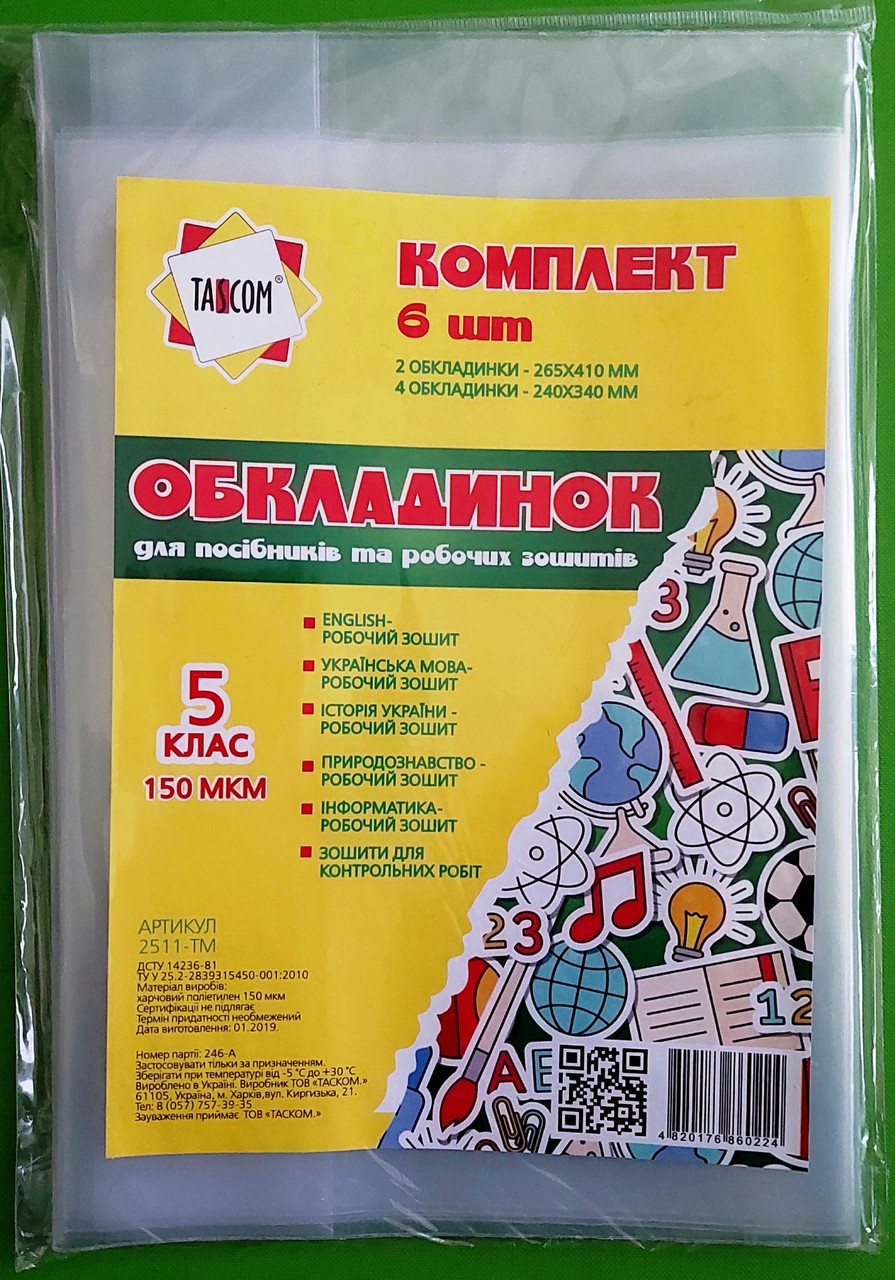 TASCOM®
КОМПЛЕКТ
6 шт
2 ОБКЛАДИНКИ - 265Х410 ММ
4 ОБКЛАДИНКИ - 240Х340 ММ
ОБКЛАДИНОК
для посібників та робочих зошитів
ENGLISH-
РОБОЧИЙ ЗОШИТ
УКРАЇНСЬКА МОВА-
РОБОЧИЙ ЗОШИТ
ІСТОРІЯ УКРАЇНИ -
РОБОЧИЙ ЗОШИТ
ПРИРОДОЗНАВСТВО -
РОБОЧИЙ ЗОШИТ
ІНФОРМАТИКА-
РОБОЧИЙ ЗОШИТ
ЗОШИТИ ДЛЯ
КОНТРОЛЬНИХ РОБІТ
5
КЛАС
150 МКМ
АРТИКУЛ
2511-ТМ
ДСТУ 14236-81
ТУ У 25.2-2839315450-001:2010
Матеріал виробів:
харчовий поліетилен 150 мкм
Сертифікації не підлягає
Термін придатності необмежений
Дата виготовлення: 01.2019.
Номер партії: 246-А
Застосовувати тільки за призначенням.
Зберігати при температурі від -5 °С до +30 °С
Вироблено в Україні. Виробник ТОВ «ТАСКОМ.»
61105, Україна, м. Харків,вул. Киргизька, 21.
Тел: 8 (057) 757-39-35
Зауваження приймає ТОВ «ТАСКОМ.»
3
23
12
А Б
4 820176 860224